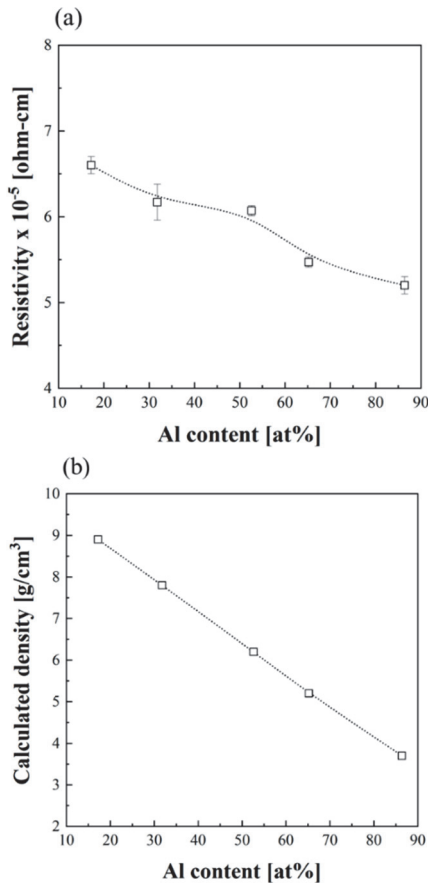 (a)
8
7
6
5
4
10 20 30 40 50 60 70 80 90
Resistivity x 10⁻⁵ [ohm-cm]
Al content [at%]
(b)
10
9
8
7
6
5
4
3
2
10 20 30 40 50 60 70 80 90
Calculated density [g/cm³]
Al content [at%]